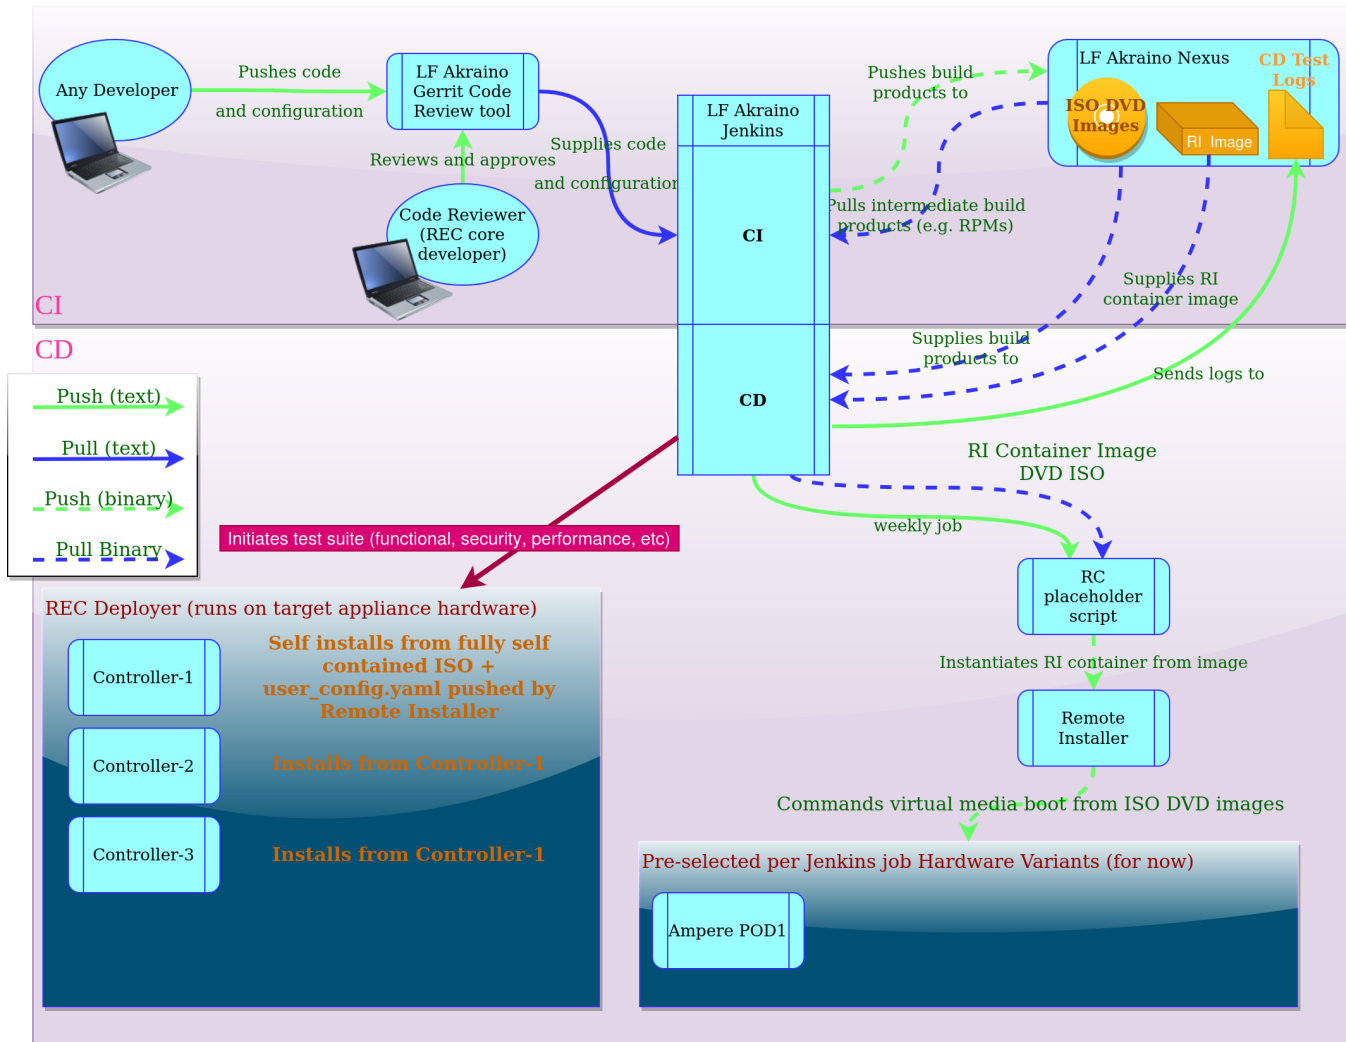 Any Developer
Pushes code
and configuration
LF Akraino
Gerrit Code
Review tool
Reviews and approves
Code Reviewer
(REC core
developer)
Supplies code
and configuration
LF Akraino
Jenkins
CI
CD
Pushes build
products to
Pulls intermediate build
products (e.g. RPMs)
LF Akraino Nexus
ISO DVD
Images
RI Image
CD Test
Logs
Supplies RI
container image
Supplies build
products to
Sends logs to
CI
CD
Push (text)
Pull (text)
Push (binary)
Pull Binary
RI Container Image
DVD ISO
weekly job
Initiates test suite (functional, security, performance, etc)
RC
placeholder
script
Instantiates RI container from image
Remote
Installer
Commands virtual media boot from ISO DVD images
REC Deployer (runs on target appliance hardware)
Controller-1
Self installs from fully self
contained ISO +
user_config.yaml pushed by
Remote Installer
Controller-2
Installs from Controller-1
Controller-3
Installs from Controller-1
Pre-selected per Jenkins job Hardware Variants (for now)
Ampere POD1